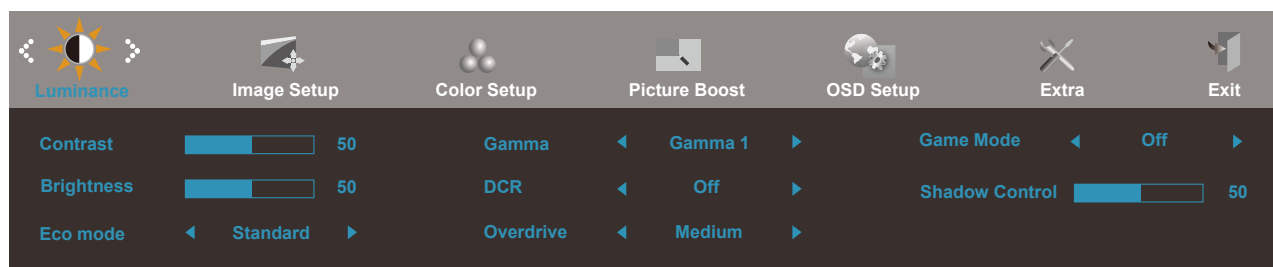 Luminance Image Setup Color Setup Picture Boost OSD Setup Extra Exit
Contrast 50 Gamma Gamma 1 Game Mode Off
Brightness 50 DCR Off Shadow Control 50
Eco mode Standard Overdrive Medium